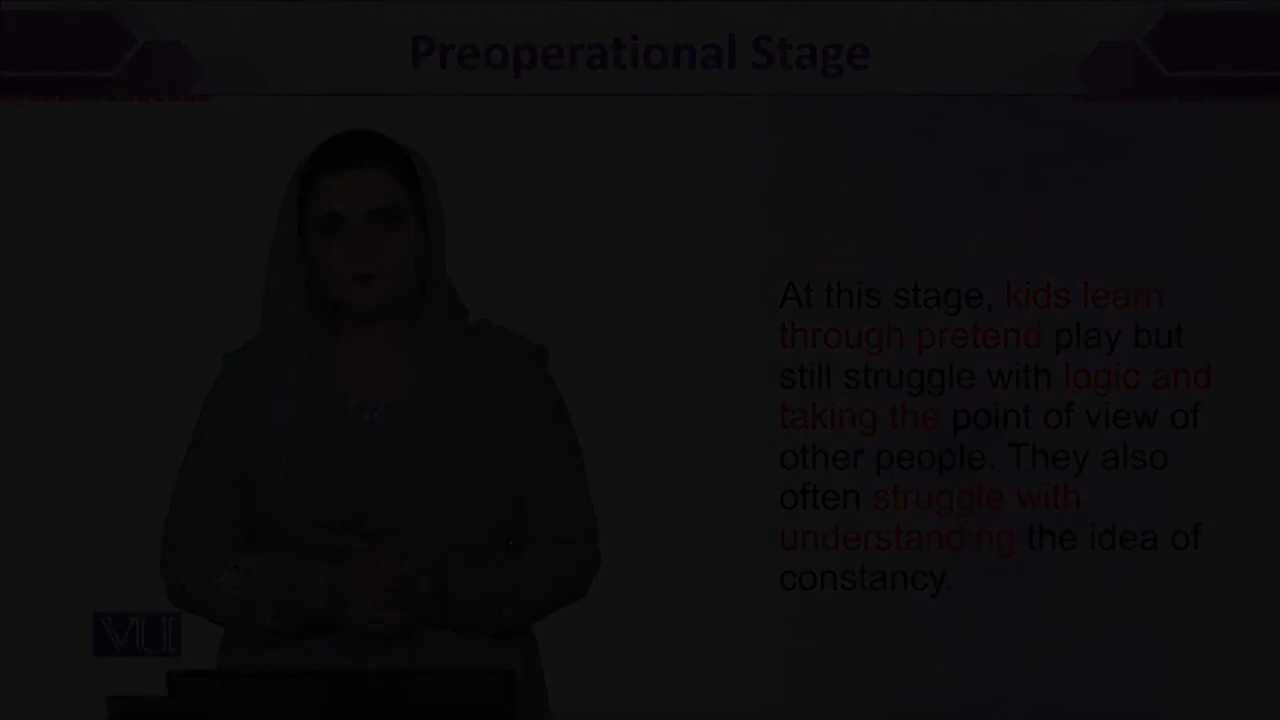 Preoperational Stage
At this stage, kids learn
through pretend play but
still struggle with logic and
taking the point of view of
other people. They also
often struggle with
understanding the idea of
constancy.
VU